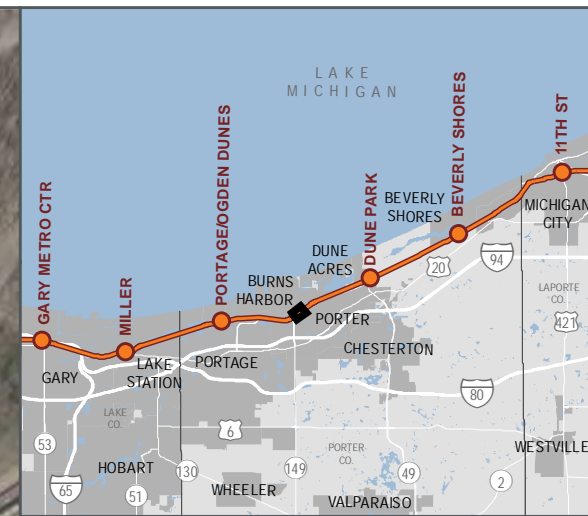 LAKE
MICHIGAN
GARY METRO CTR
MILLER
PORTAGE/OGDEN DUNES
DUNE PARK
BEVERLY SHORES
11TH ST
BEVERLY
SHORES
MICHIGAN
CITY
DUNE
ACRES
BURNS
HARBOR
PORTER
20
94
LAPORTE
CO.
421
CHESTERTON
GARY
LAKE
STATION
PORTAGE
80
LAKE
CO.
6
53
PORTER
CO.
WESTVILLE
HOBART
130
149
49
2
65
51
WHEELER
VALPARAISO